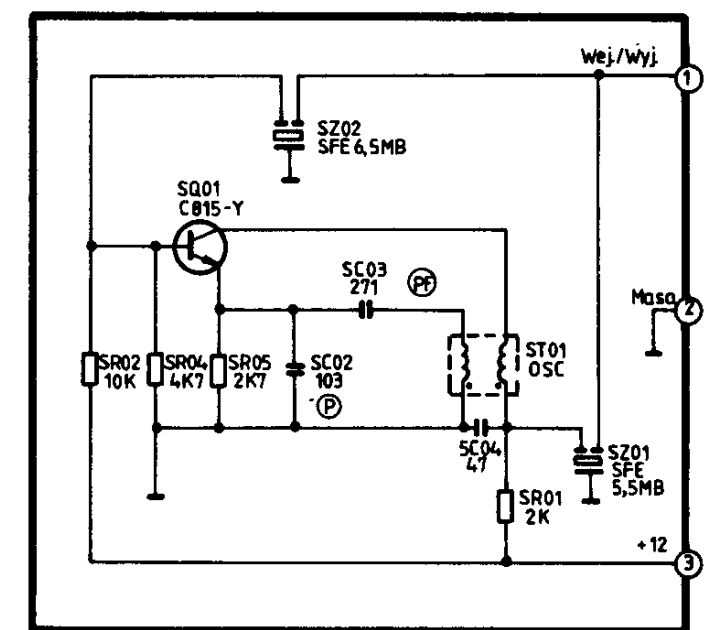 Wej./Wyj.
1
SZ02
SFE 6,5MB
SQ01
C815-Y
SC03
271
PF
Masa
2
SR02
10K
SR04
4K7
SR05
2K7
SC02
103
P
ST01
OSC
SC04
47
SZ01
SFE
5,5MB
SR01
2K
+12
3